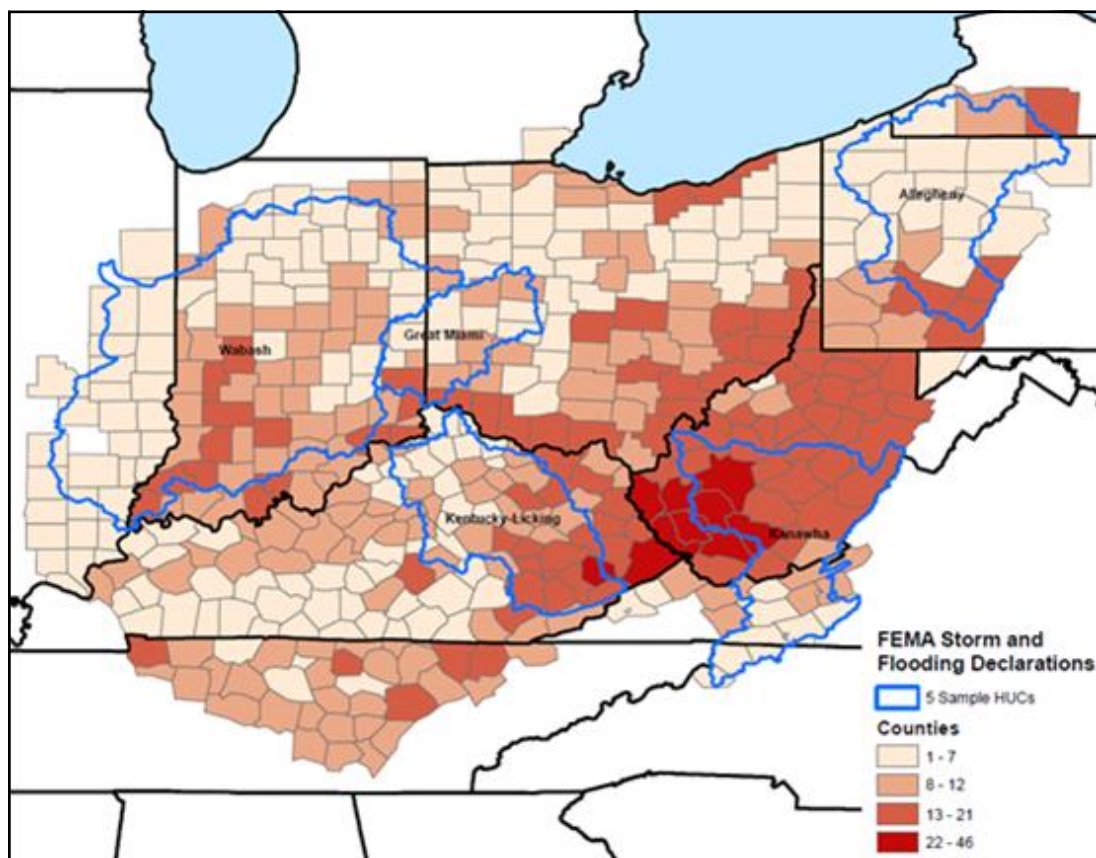 Allegheny
Great Miami
Wabash
Kentucky-Licking
Kanawha
FEMA Storm and
Flooding Declarations
5 Sample HUCs
Counties
1 - 7
8 - 12
13 - 21
22 - 46